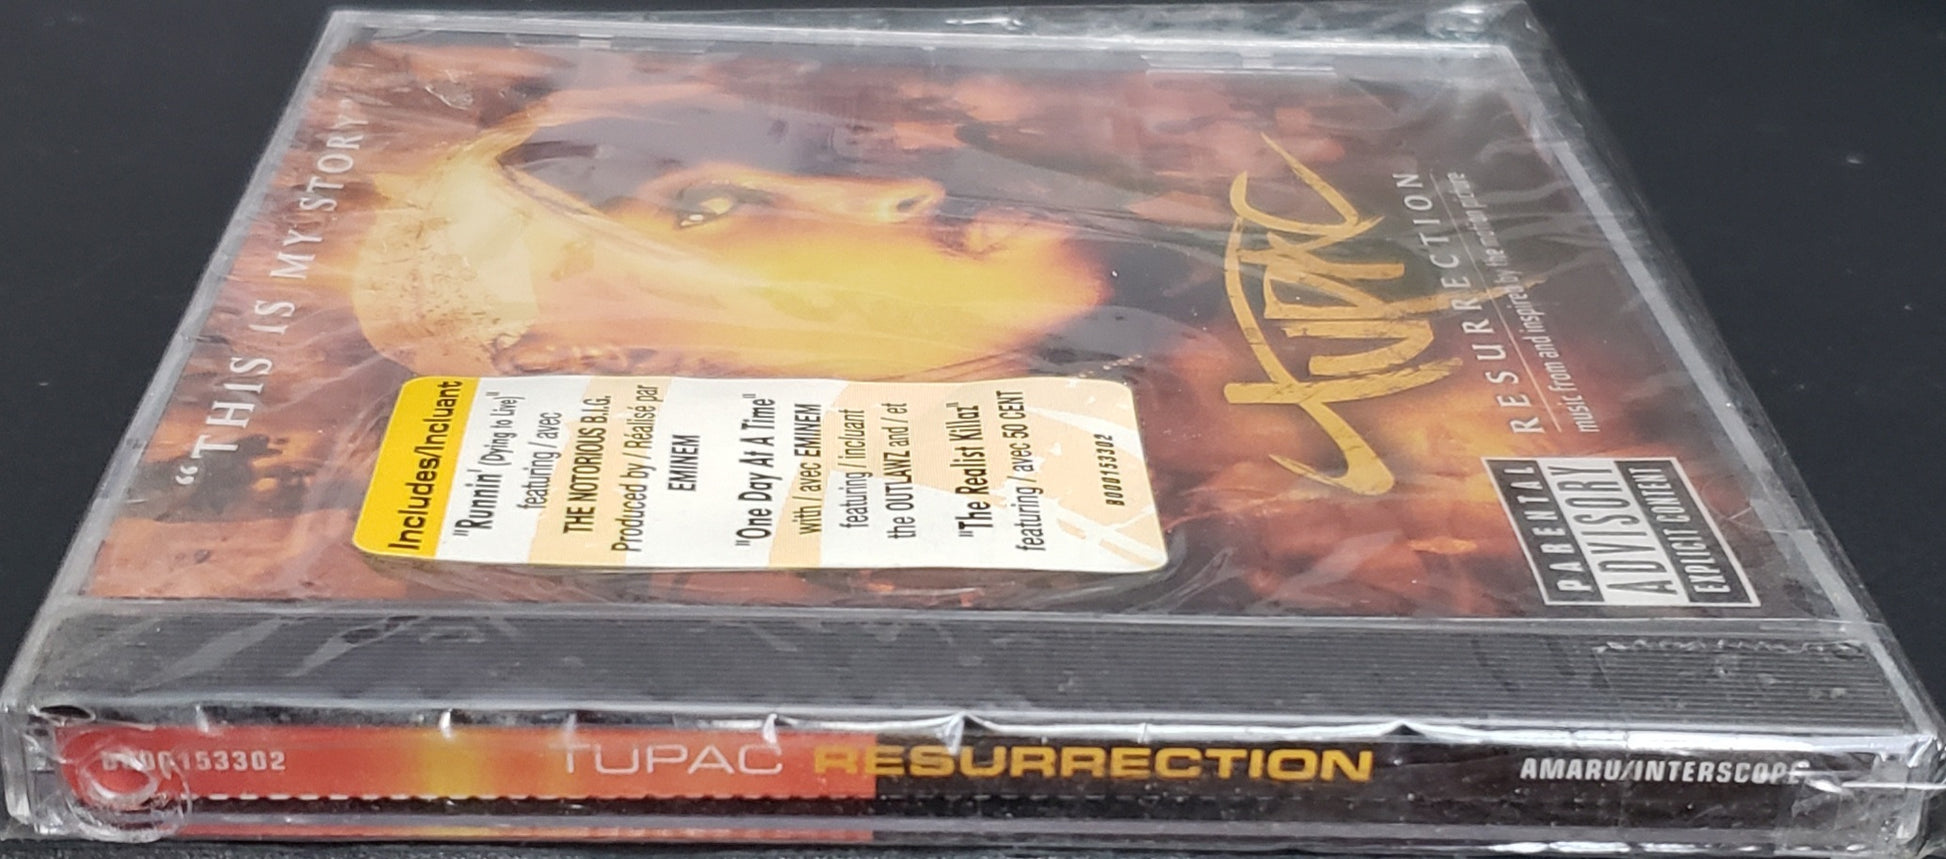 "THIS IS MY STORY"
Includes/Incluant
"Runnin' (Dying to Live)"
featuring / avec
THE NOTORIOUS B.I.G.
Produced by / Réalisé par
EMINEM
"One Day At A Time"
with / avec EMINEM
featuring / incluant
the OUTLAWZ and / et
"The Realist Killaz"
featuring / avec 50 CENT
B000153302
TUPAC
RESURRECTION
music from and inspired by the motion picture
PARENTAL
ADVISORY
EXPLICIT CONTENT
B000153302 TUPAC RESURRECTION AMARU/INTERSCOPE